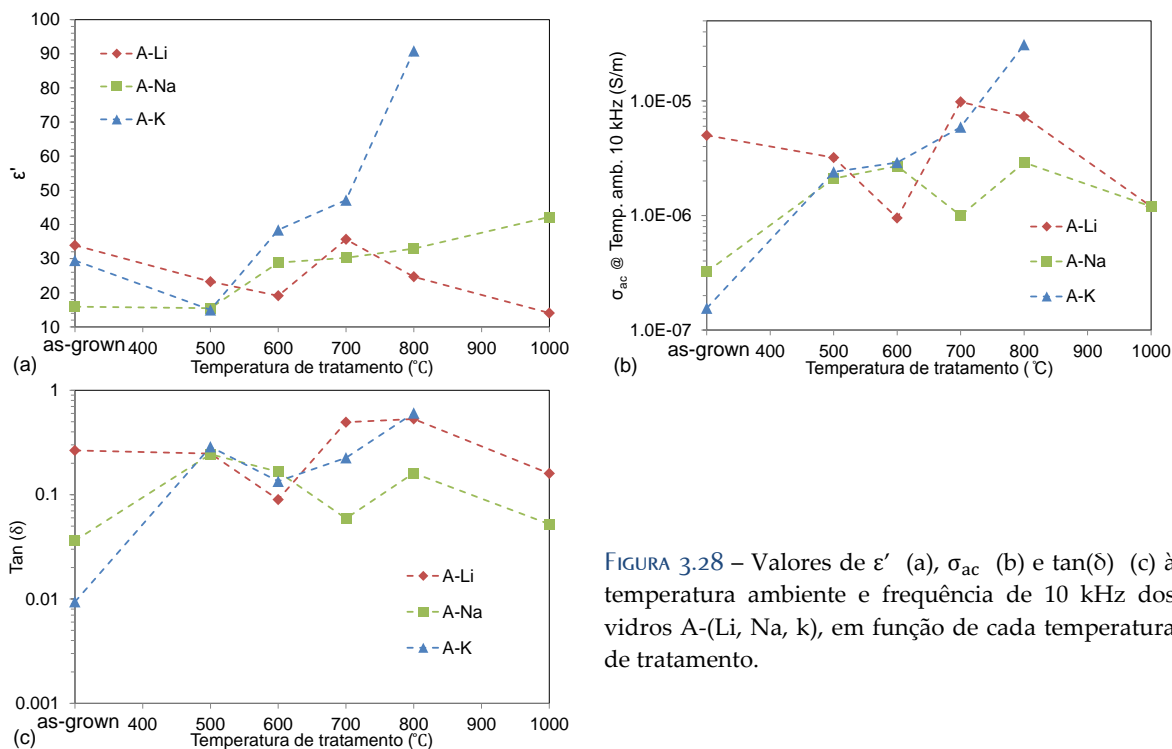 100
90
80
70
60
50
40
30
20
10
ε'
A-Li
A-Na
A-K
as-grown 400 500 600 700 800 900 1000
Temperatura de tratamento (°C)
(a)
1.0E-05
1.0E-06
1.0E-07
σac @ Temp. amb. 10 kHz (S/m)
A-Li
A-Na
A-K
as-grown 400 500 600 700 800 900 1000
Temperatura de tratamento (°C)
(b)
1
0.1
0.01
0.001
Tan (δ)
A-Li
A-Na
A-K
as-grown 400 500 600 700 800 900 1000
Temperatura de tratamento (°C)
(c)
FIGURA 3.28 – Valores de ε' (a), σac (b) e tan(δ) (c) à
temperatura ambiente e frequência de 10 kHz dos
vidros A-(Li, Na, k), em função de cada temperatura
de tratamento.